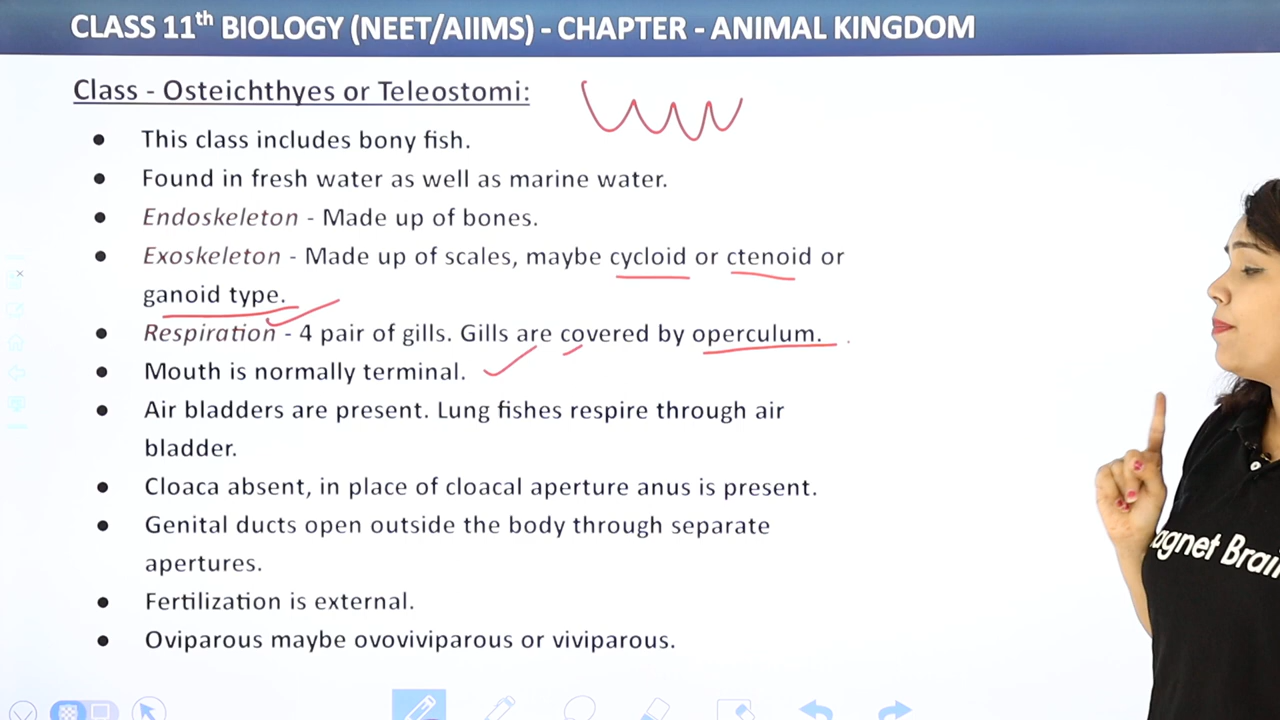 CLASS 11th BIOLOGY (NEET/AIIMS) - CHAPTER - ANIMAL KINGDOM
Class - Osteichthyes or Teleostomi:
● This class includes bony fish.
● Found in fresh water as well as marine water.
● Endoskeleton - Made up of bones.
● Exoskeleton - Made up of scales, maybe cycloid or ctenoid or
ganoid type.
● Respiration - 4 pair of gills. Gills are covered by operculum.
● Mouth is normally terminal.
● Air bladders are present. Lung fishes respire through air
bladder.
● Cloaca absent, in place of cloacal aperture anus is present.
● Genital ducts open outside the body through separate
apertures.
● Fertilization is external.
● Oviparous maybe ovoviviparous or viviparous.
agnet Brai